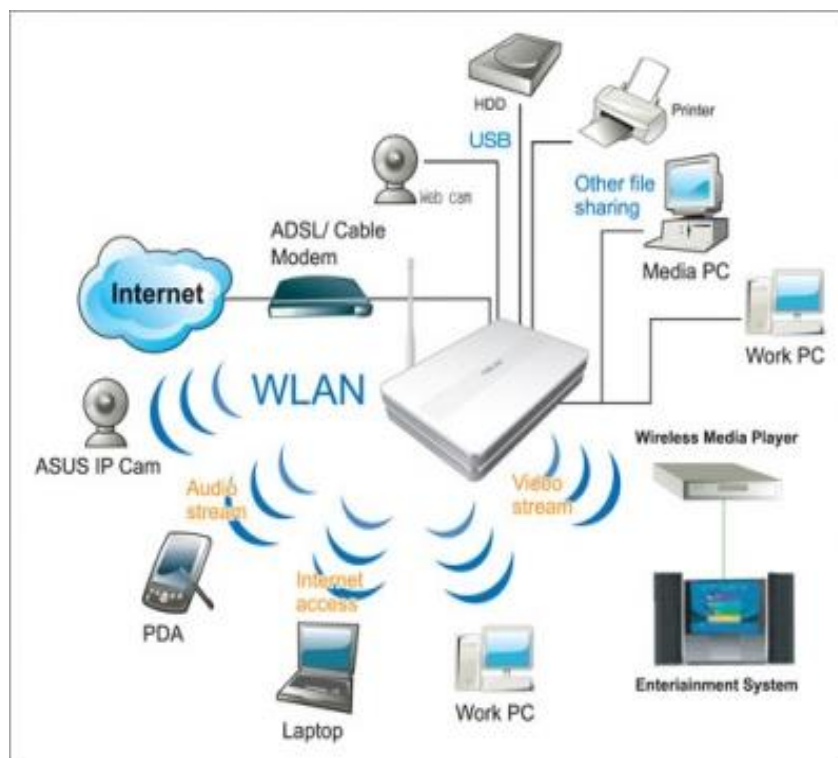 HDD
Printer
USB
Web cam
Other file
sharing
ADSL/ Cable
Modem
Media PC
Internet
Work PC
WLAN
Wireless Media Player
ASUS IP Cam
Audio
stream
Video
stream
PDA
Internet
access
Laptop
Work PC
Enteriainment System